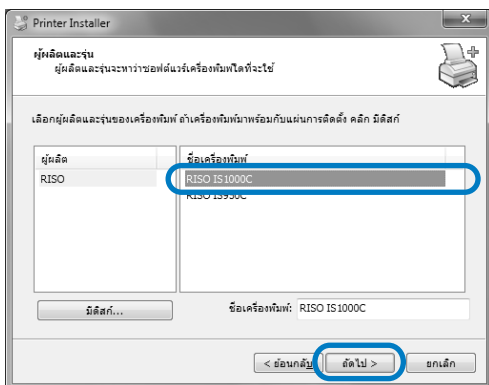 Printer Installer
ผู้ผลิตและรุ่น
ผู้ผลิตและรุ่นจะหาว่าซอฟต์แวร์เครื่องพิมพ์ใดที่จะใช้
เลือกผู้ผลิตและรุ่นของเครื่องพิมพ์ ถ้าเครื่องพิมพ์มาพร้อมกับแผ่นการติดตั้ง คลิก มีดิสก์
ผู้ผลิต
RISO
ชื่อเครื่องพิมพ์
RISO IS1000C
RISO IS950C
มีดิสก์...
ชื่อเครื่องพิมพ์: RISO IS1000C
< ย้อนกลับ ถัดไป > ยกเลิก